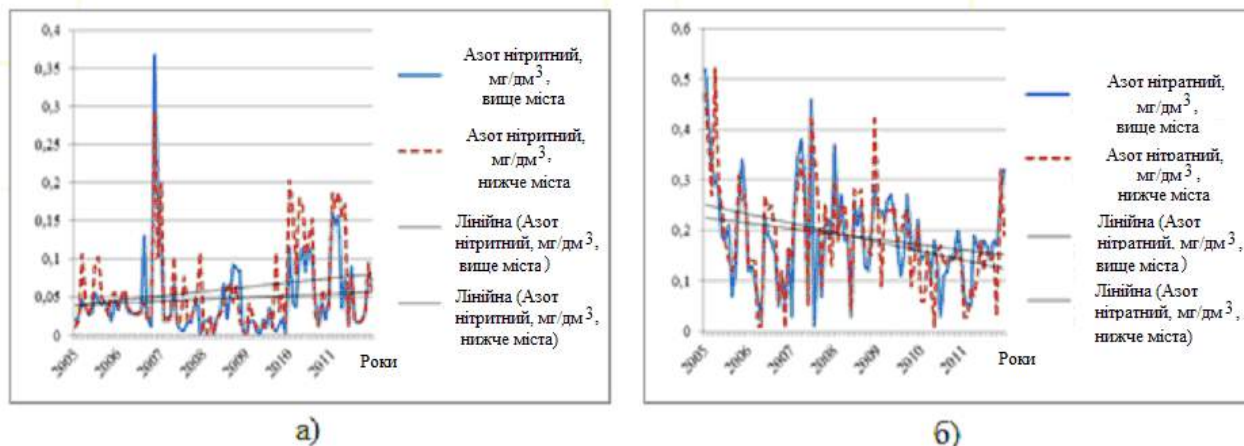 0,4
0,35
0,3
0,25
0,2
0,15
0,1
0,05
0
2005
2006
2007
2008
2009
2010
2011
Роки
Азот нітритний,
мг/дм³,
вище міста
Азот нітритний,
мг/дм³,
нижче міста
Лінійна (Азот
нітритний, мг/дм³,
вище міста)
Лінійна (Азот
нітритний, мг/дм³,
нижче міста)
а)
0,6
0,5
0,4
0,3
0,2
0,1
0
2005
2006
2007
2008
2009
2010
2011
Роки
Азот нітратний,
мг/дм³,
вище міста
Азот нітратний,
мг/дм³,
нижче міста
Лінійна (Азот
нітратний, мг/дм³,
вище міста)
Лінійна (Азот
нітратний, мг/дм³,
нижче міста)
б)